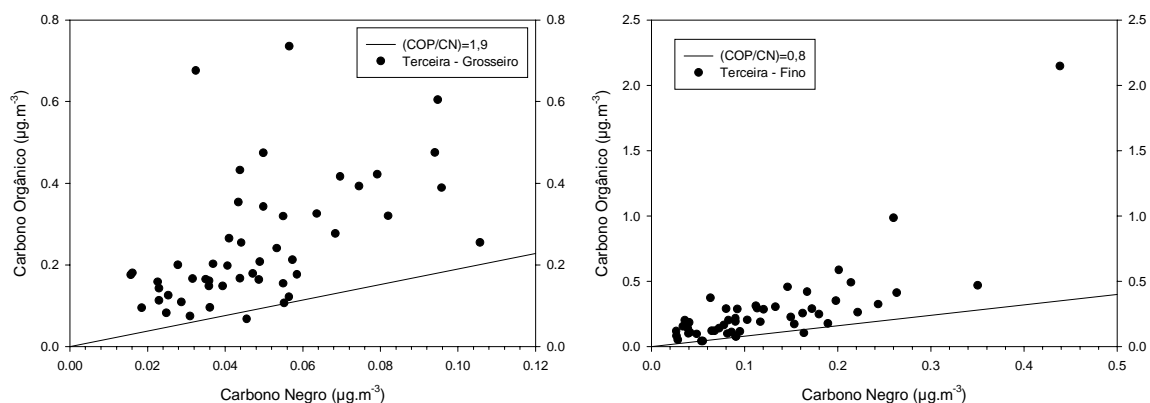 0.8
0.6
0.4
0.2
0.0
Carbono Orgânico (µg.m-3)
(COP/CN)=1,9
Terceira - Grosseiro
0.8
0.6
0.4
0.2
0.0
0.00 0.02 0.04 0.06 0.08 0.10 0.12
Carbono Negro (µg.m-3)
2.5
2.0
1.5
1.0
0.5
0.0
Carbono Orgânico (µg.m-3)
(COP/CN)=0,8
Terceira - Fino
2.5
2.0
1.5
1.0
0.5
0.0
0.0 0.1 0.2 0.3 0.4 0.5
Carbono Negro (µg.m-3)